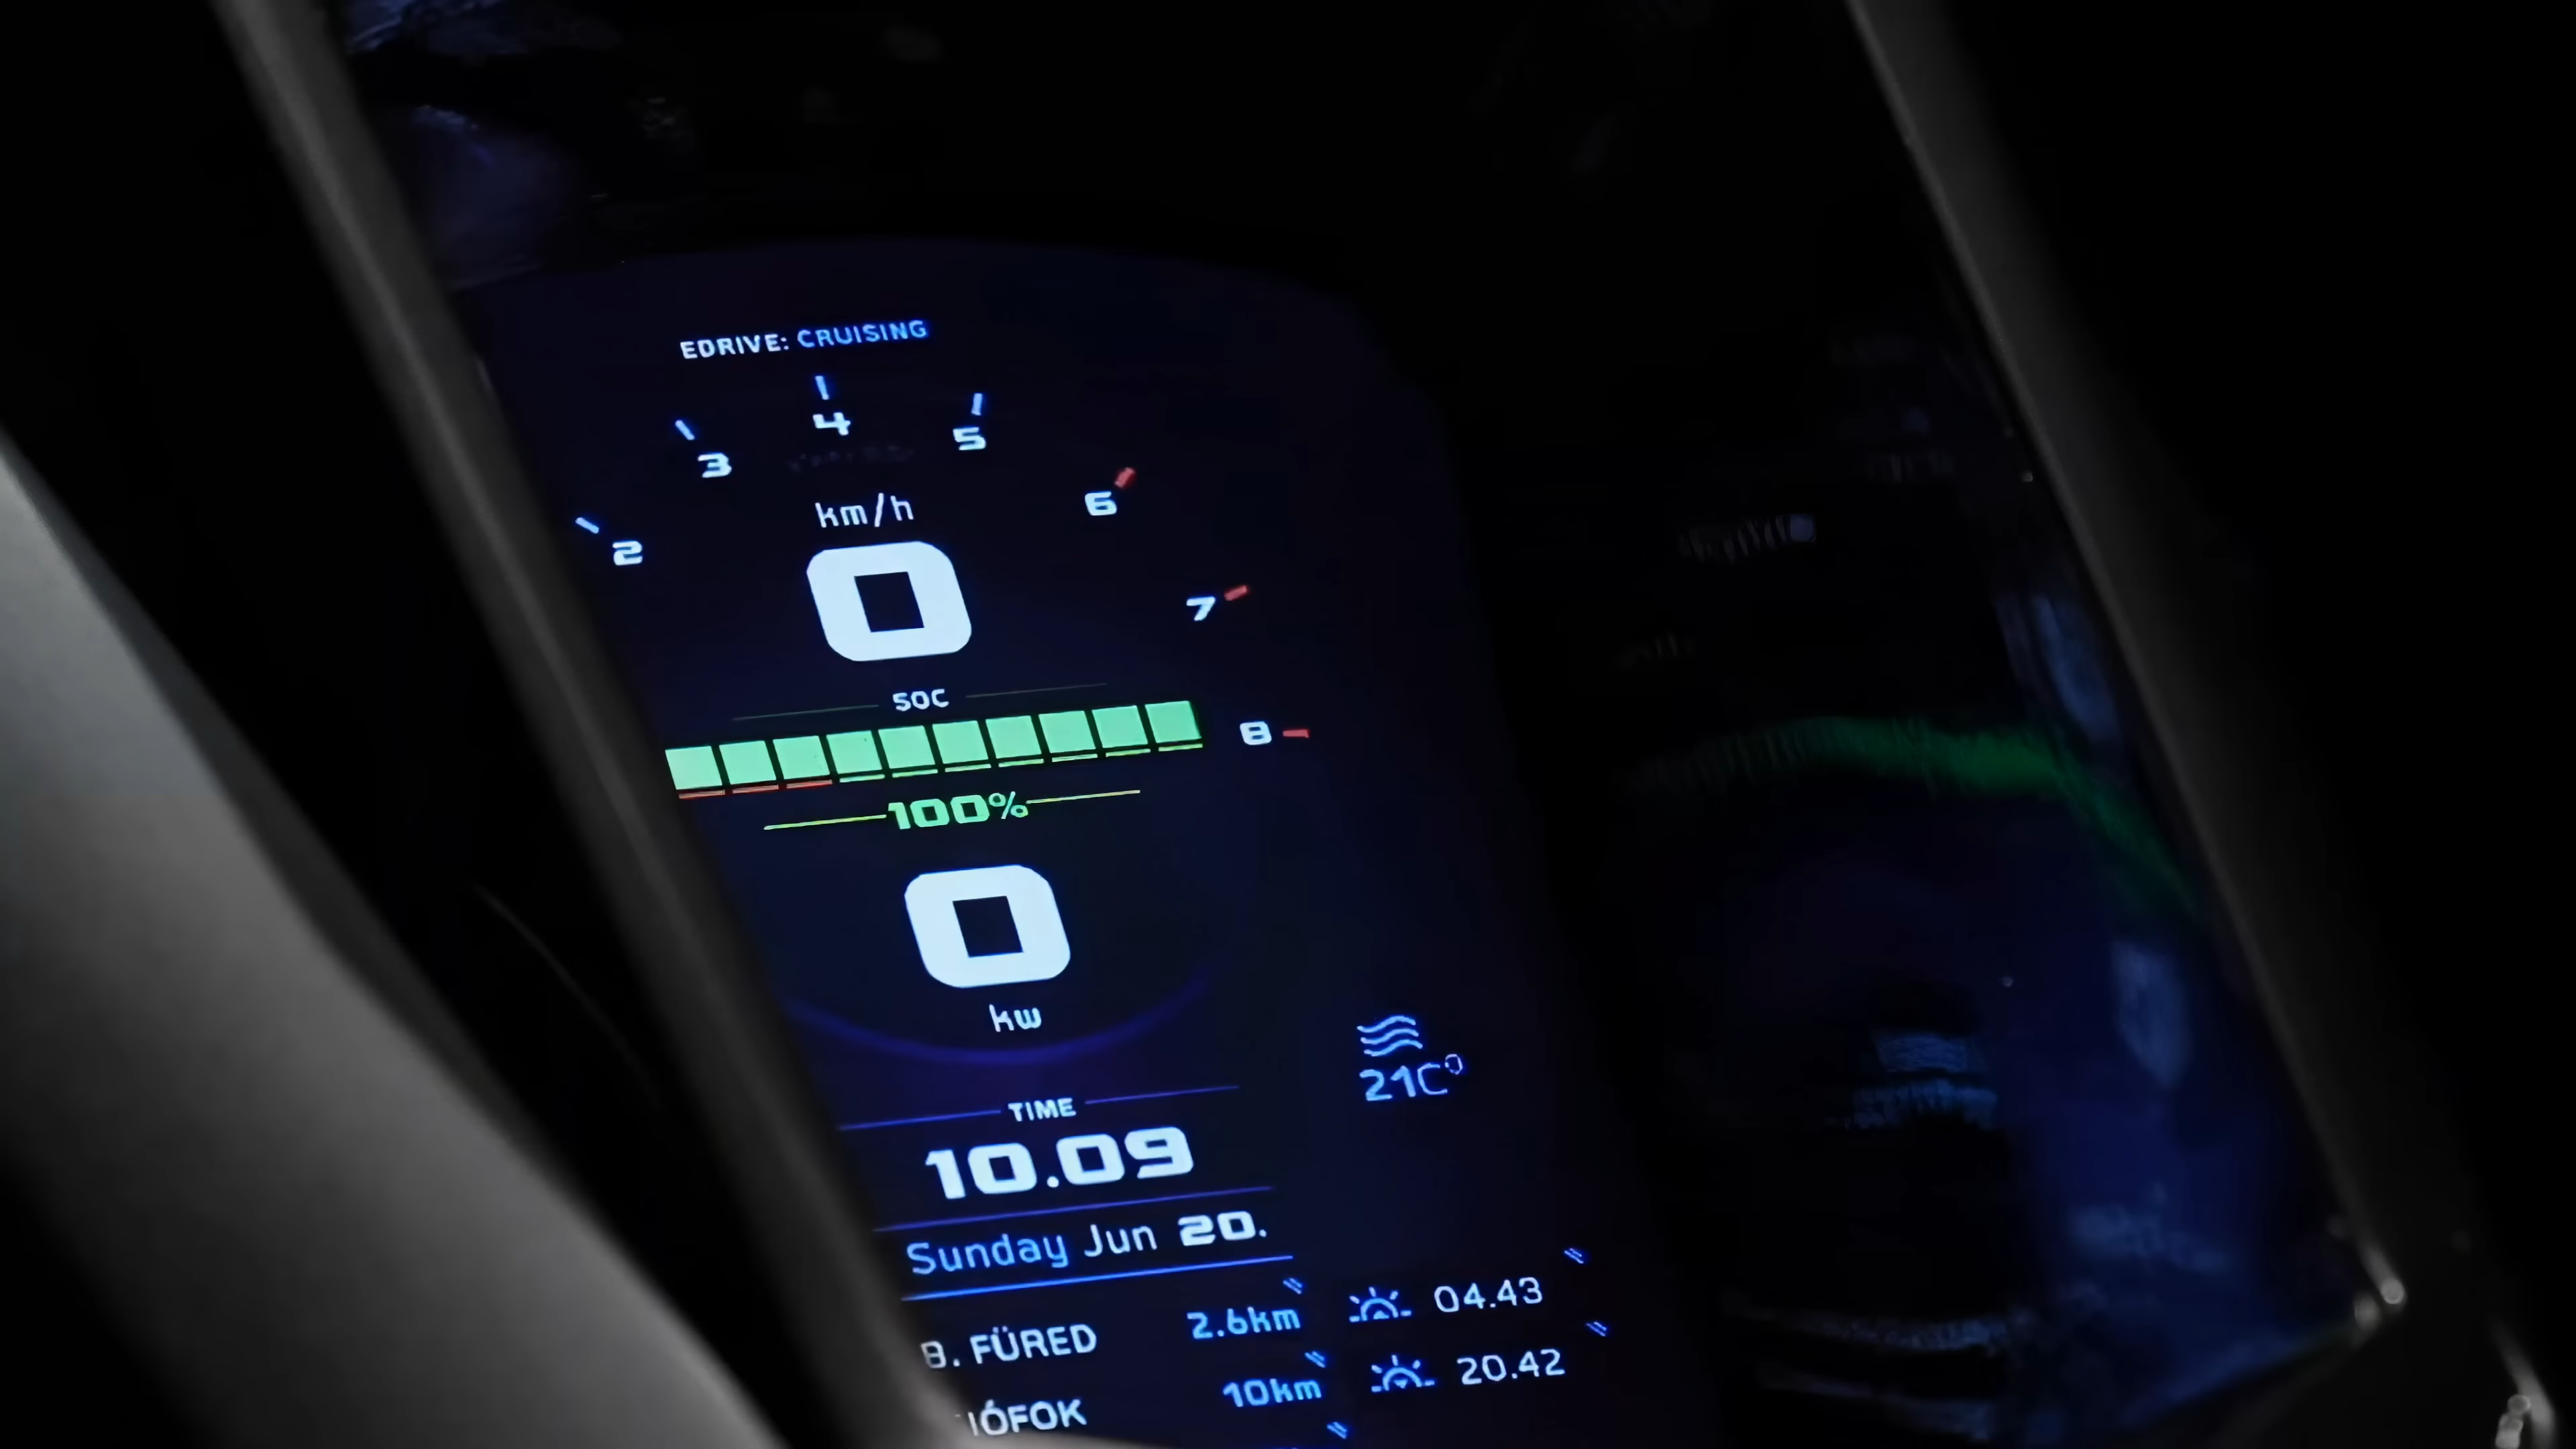 EDRIVE: CRUISING
2 3 4 5 6 7 8
km/h
0
SOC
100%
0
kw
21C°
TIME
10.09
Sunday Jun 20.
B. FÜRED 2.6km 04.43
IÓFOK 10km 20.42